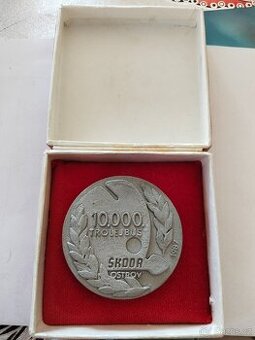 10.000
TROLEJBUS
ŠKODA
OSTROV